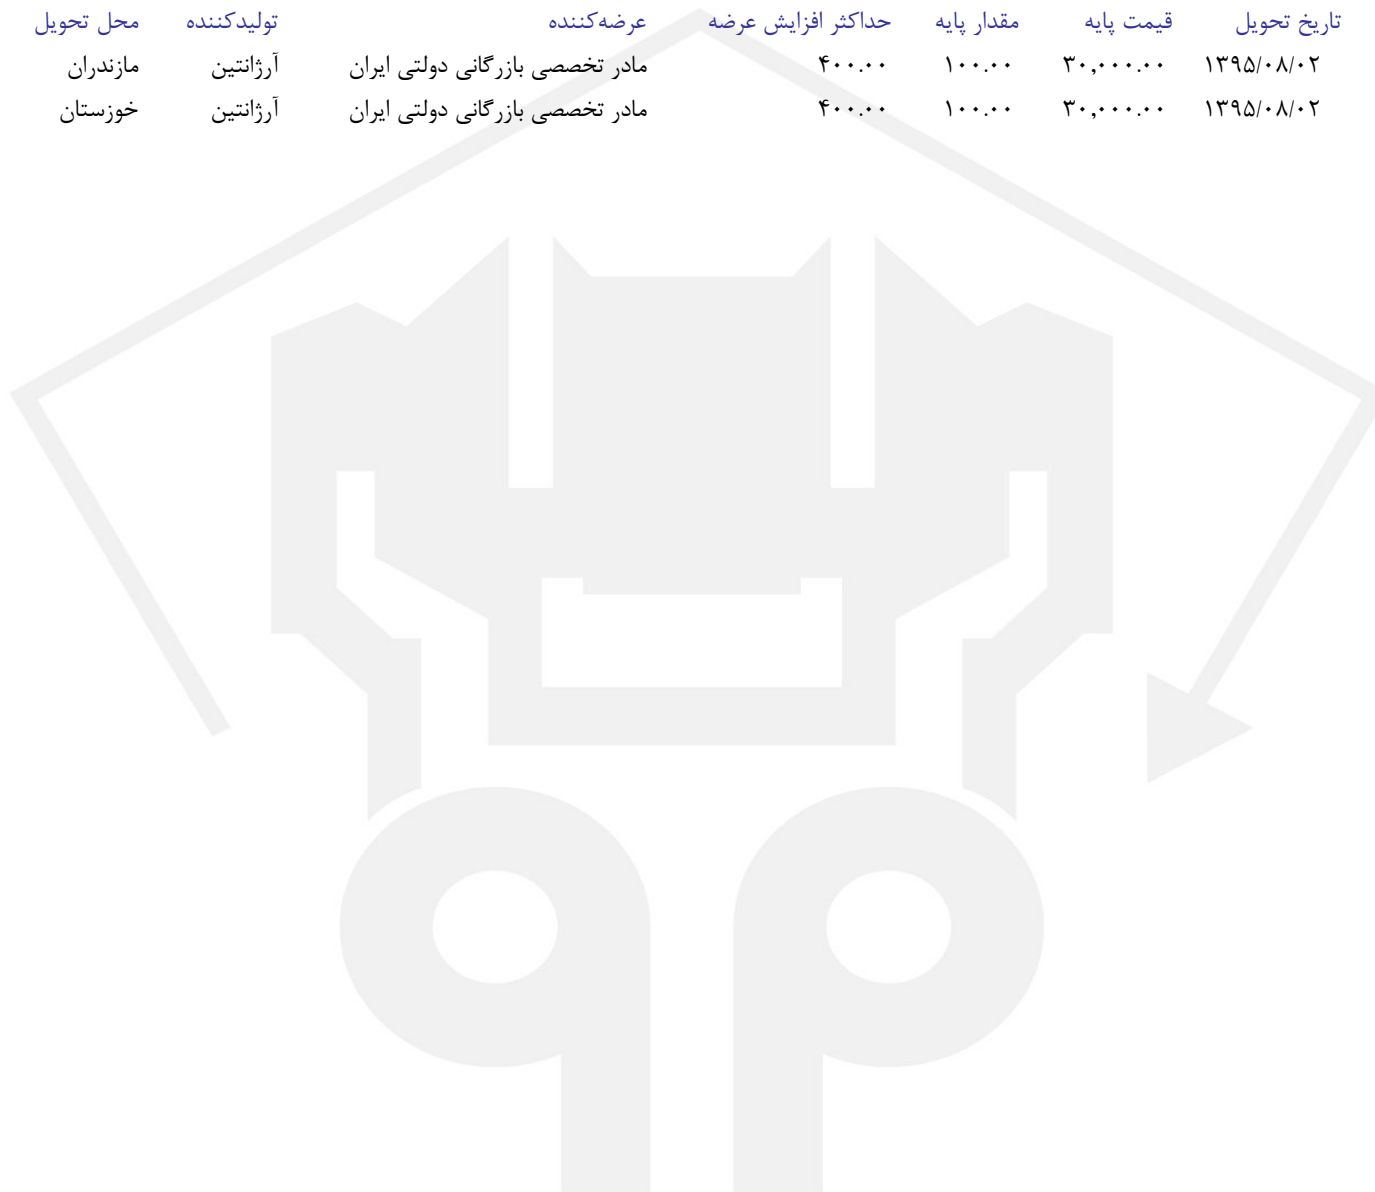 تاریخ تحویل قیمت پایه مقدار پایه حداکثر افزایش عرضه عرضه‌کننده تولیدکننده محل تحویل
۱۳۹۵/۰۸/۰۲ ۳۰,۰۰۰.۰۰ ۱۰۰.۰۰ ۴۰۰.۰۰ مادر تخصصی بازرگانی دولتی ایران آرژانتین مازندران
۱۳۹۵/۰۸/۰۲ ۳۰,۰۰۰.۰۰ ۱۰۰.۰۰ ۴۰۰.۰۰ مادر تخصصی بازرگانی دولتی ایران آرژانتین خوزستان